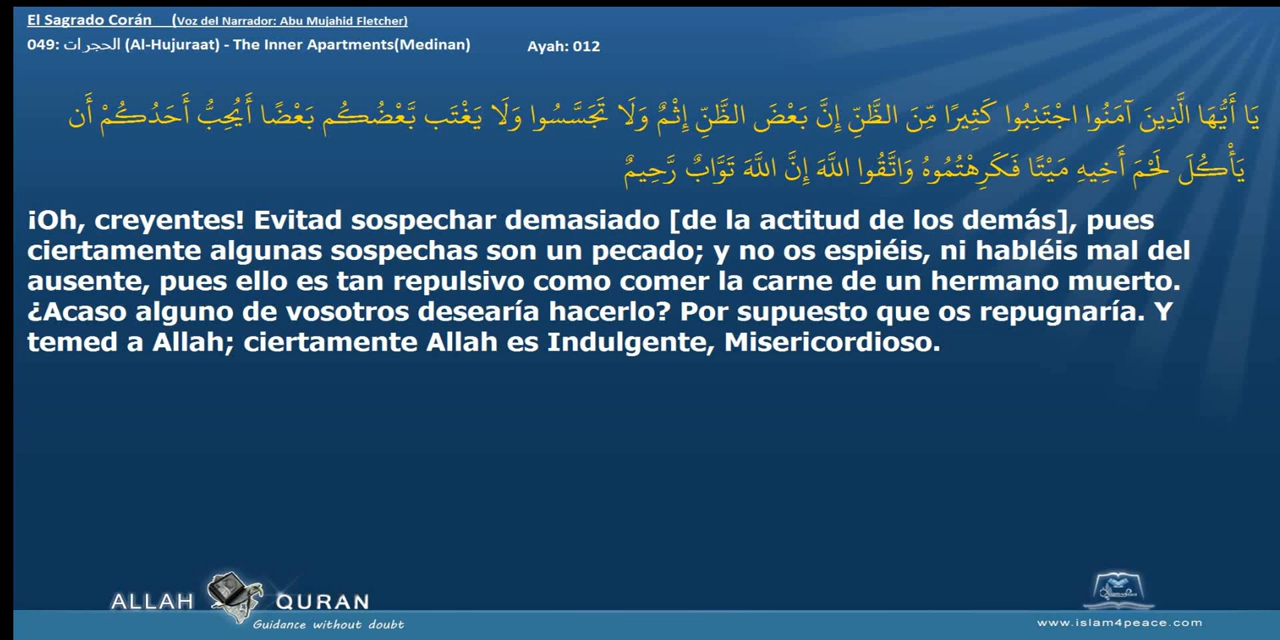 El Sagrado Corán (Voz del Narrador: Abu Mujahid Fletcher)
049: الحجرات (Al-Hujuraat) - The Inner Apartments(Medinan) Ayah: 012
يَا أَيُّهَا الَّذِينَ آمَنُوا اجْتَنِبُوا كَثِيرًا مِّنَ الظَّنِّ إِنَّ بَعْضَ الظَّنِّ إِثْمٌ وَلَا تَجَسَّسُوا وَلَا يَغْتَب بَّعْضُكُم بَعْضًا أَيُحِبُّ أَحَدُكُمْ أَن
يَأْكُلَ لَحْمَ أَخِيهِ مَيْتًا فَكَرِهْتُمُوهُ وَاتَّقُوا اللَّهَ إِنَّ اللَّهَ تَوَّابٌ رَّحِيمٌ
¡Oh, creyentes! Evitad sospechar demasiado [de la actitud de los demás], pues
ciertamente algunas sospechas son un pecado; y no os espiéis, ni habléis mal del
ausente, pues ello es tan repulsivo como comer la carne de un hermano muerto.
¿Acaso alguno de vosotros desearía hacerlo? Por supuesto que os repugnaría. Y
temed a Allah; ciertamente Allah es Indulgente, Misericordioso.
ALLAH QURAN
Guidance without doubt
www.islam4peace.com